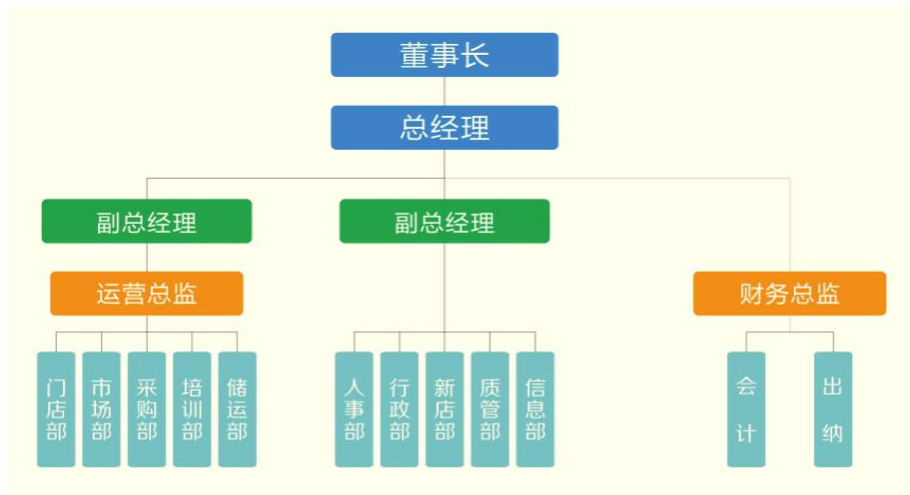 董事长
总经理
副总经理
副总经理
运营总监
财务总监
门店部
市场部
采购部
培训部
储运部
人事部
行政部
新店部
质管部
信息部
会计
出纳